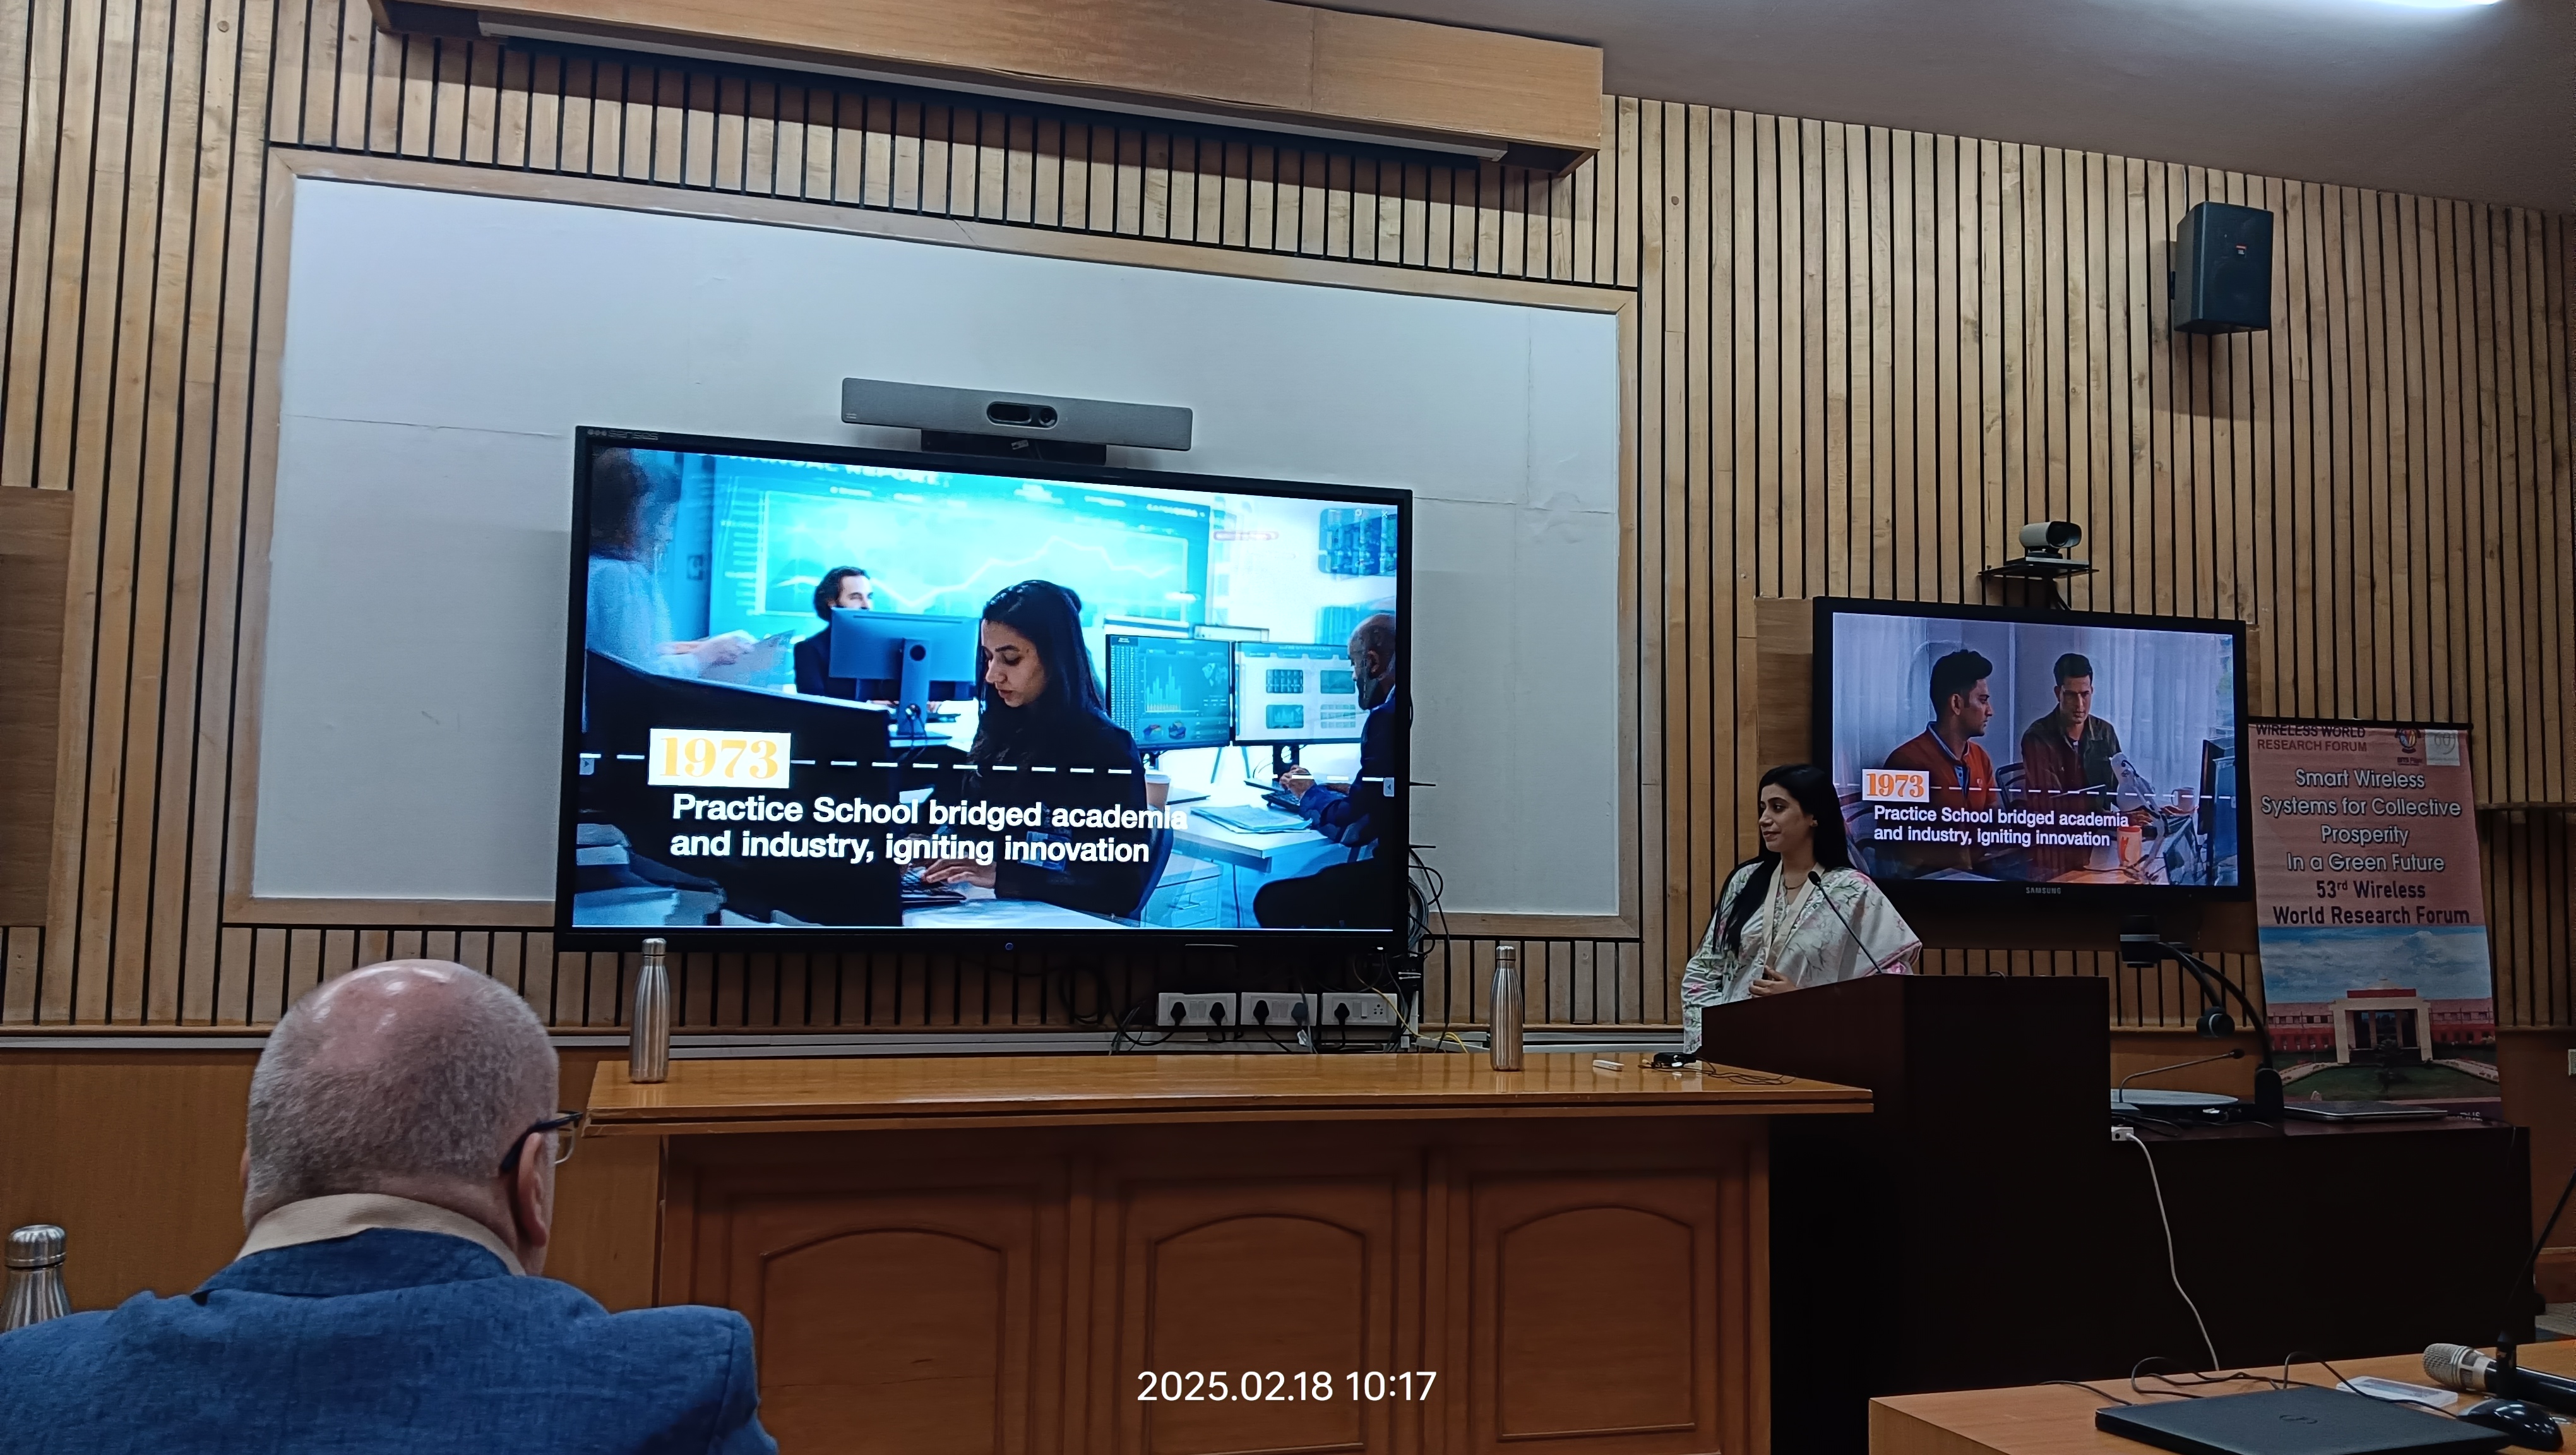 ANNUAL REPORT
1973
Practice School bridged academia
and industry, igniting innovation
1973
Practice School bridged academia
and industry, igniting innovation
SAMSUNG
WIRELESS WORLD
RESEARCH FORUM
Smart Wireless
Systems for Collective
Prosperity
In a Green Future
53rd Wireless
World Research Forum
2025.02.18 10:17